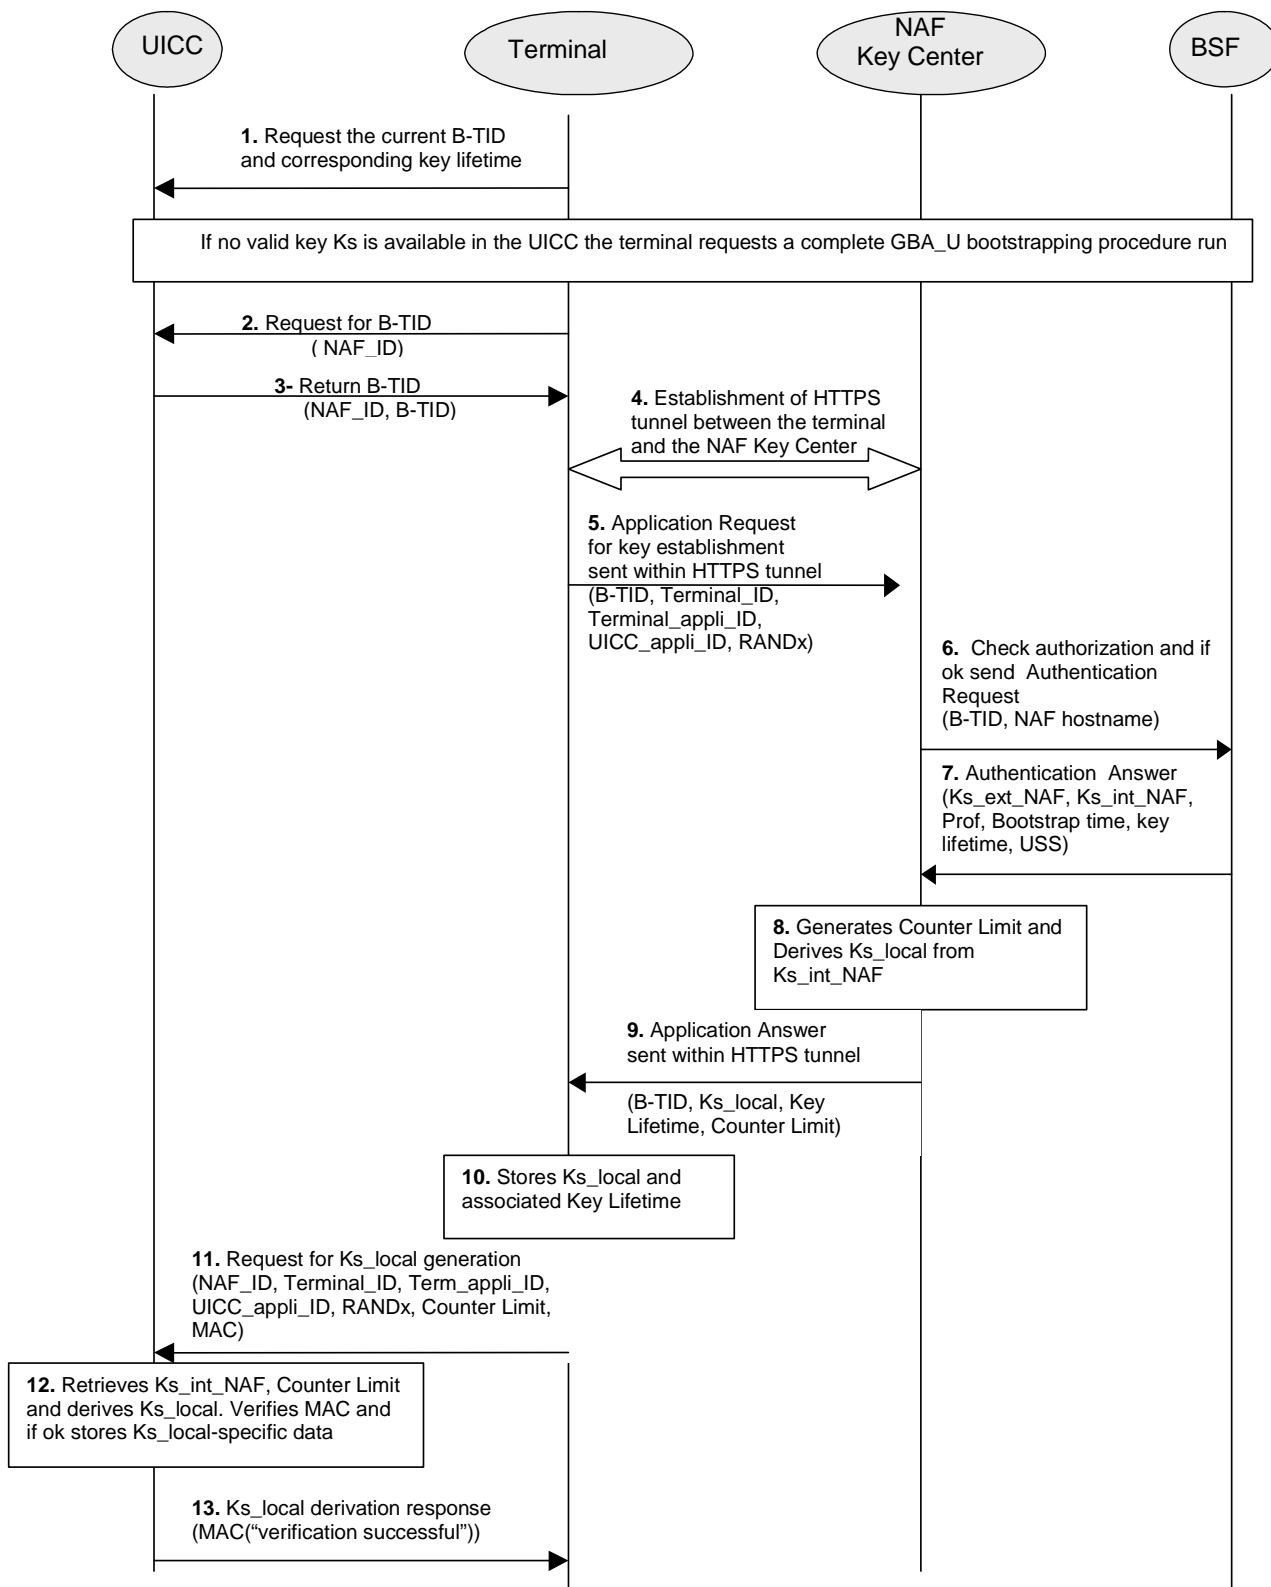 UICC
Terminal
NAF
Key Center
BSF
1. Request the current B-TID
and corresponding key lifetime
If no valid key Ks is available in the UICC the terminal requests a complete GBA_U bootstrapping procedure run
2. Request for B-TID
( NAF_ID)
3- Return B-TID
(NAF_ID, B-TID)
4. Establishment of HTTPS
tunnel between the terminal
and the NAF Key Center
5. Application Request
for key establishment
sent within HTTPS tunnel
(B-TID, Terminal_ID,
Terminal_appli_ID,
UICC_appli_ID, RANDx)
6. Check authorization and if
ok send Authentication
Request
(B-TID, NAF hostname)
7. Authentication Answer
(Ks_ext_NAF, Ks_int_NAF,
Prof, Bootstrap time, key
lifetime, USS)
8. Generates Counter Limit and
Derives Ks_local from
Ks_int_NAF
9. Application Answer
sent within HTTPS tunnel
(B-TID, Ks_local, Key
Lifetime, Counter Limit)
10. Stores Ks_local and
associated Key Lifetime
11. Request for Ks_local generation
(NAF_ID, Terminal_ID, Term_appli_ID,
UICC_appli_ID, RANDx, Counter Limit,
MAC)
12. Retrieves Ks_int_NAF, Counter Limit
and derives Ks_local. Verifies MAC and
if ok stores Ks_local-specific data
13. Ks_local derivation response
(MAC(“verification successful”))